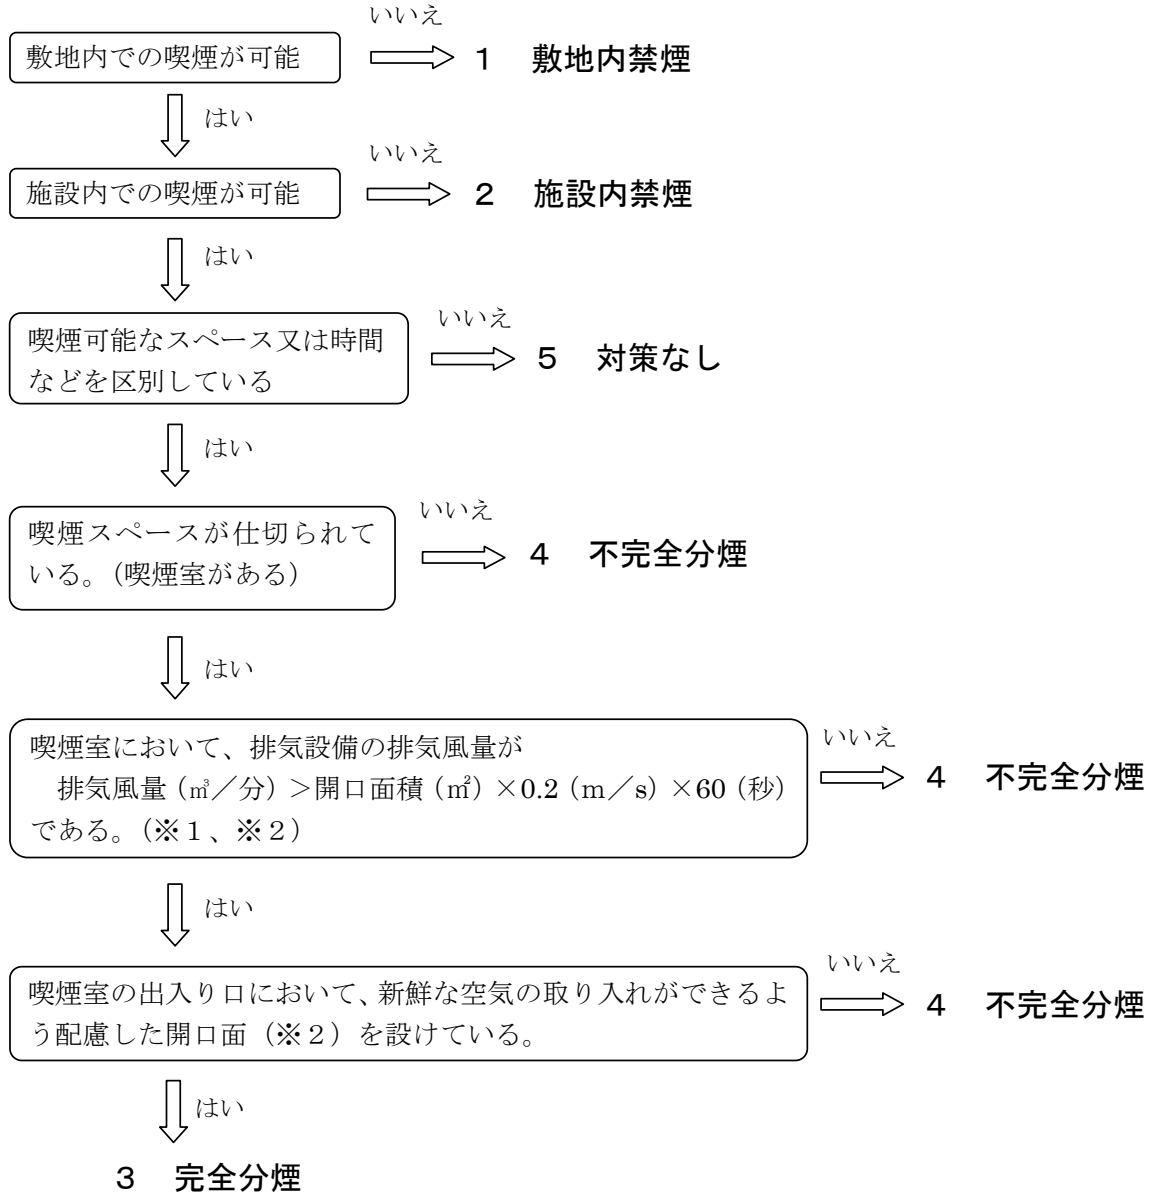 いいえ
敷地内での喫煙が可能
1 敷地内禁煙
はい
いいえ
施設内での喫煙が可能
2 施設内禁煙
はい
いいえ
喫煙可能なスペース又は時間
などを区別している
5 対策なし
はい
いいえ
喫煙スペースが仕切られて
いる。（喫煙室がある）
4 不完全分煙
はい
いいえ
喫煙室において、排気設備の排気風量が
排気風量（㎥／分）＞開口面積（㎡）×0.2（m／s）×60（秒）
である。（※１、※２）
4 不完全分煙
はい
いいえ
喫煙室の出入り口において、新鮮な空気の取り入れができるよ
う配慮した開口面（※２）を設けている。
4 不完全分煙
はい
3 完全分煙